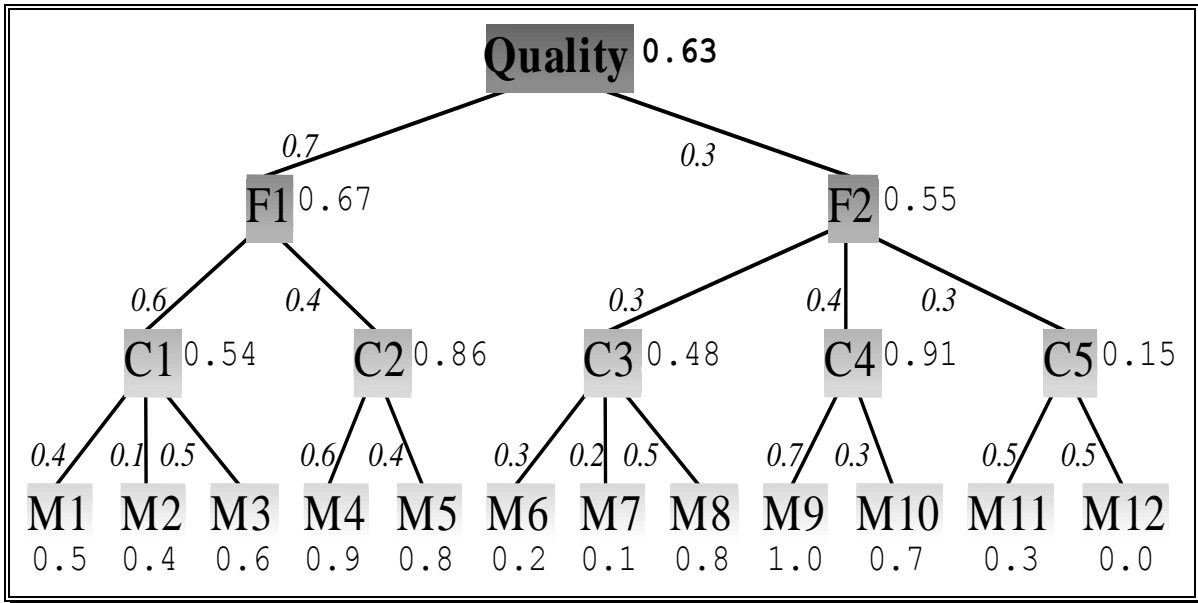 Quality 0.63
0.7 0.3
F1 0.67 F2 0.55
0.6 0.4 0.3 0.4 0.3
C1 0.54 C2 0.86 C3 0.48 C4 0.91 C5 0.15
0.4 0.1 0.5 0.6 0.4 0.3 0.2 0.5 0.7 0.3 0.5 0.5
M1 M2 M3 M4 M5 M6 M7 M8 M9 M10 M11 M12
0.5 0.4 0.6 0.9 0.8 0.2 0.1 0.8 1.0 0.7 0.3 0.0